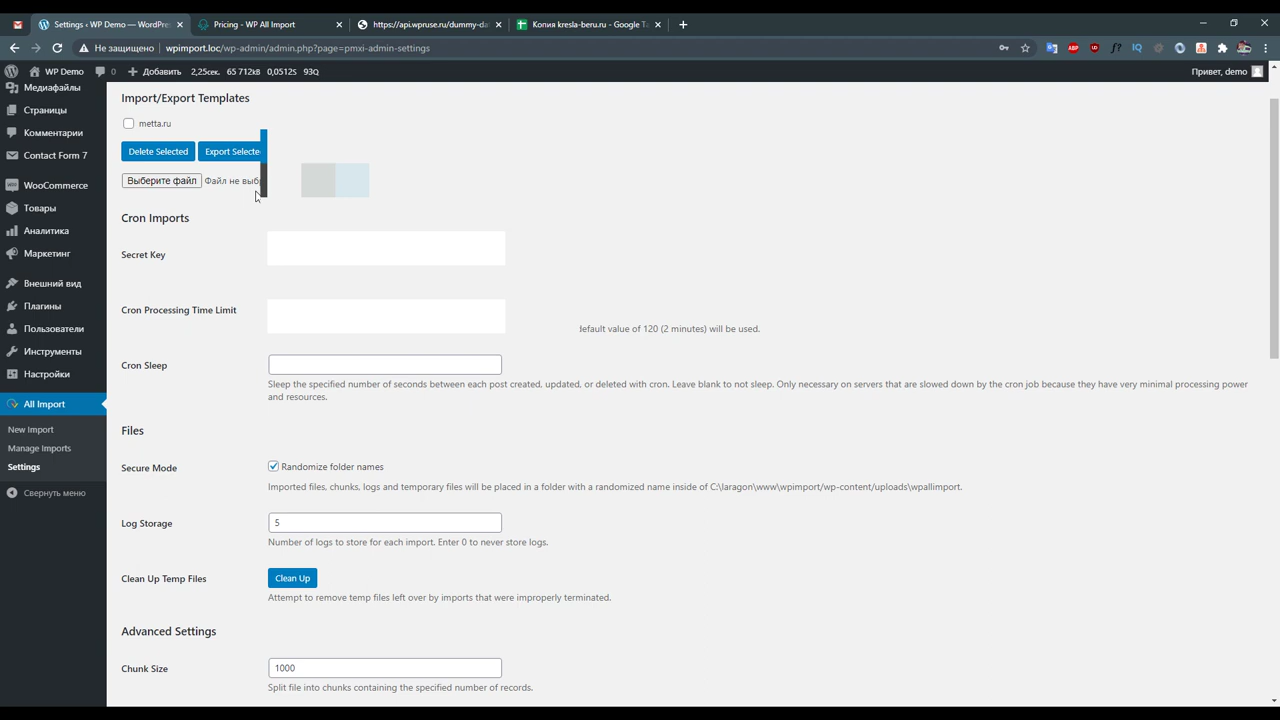 Settings ‹ WP Demo — WordPre
Pricing - WP All Import
https://api.wpruse.ru/dummy-da
Копия kresla-beru.ru - Google Та
Не защищено
wpimport.loc/wp-admin/admin.php?page=pmxi-admin-settings
WP Demo
0
Добавить
2,25сек.
65 712kB
0,0512s
93Q
Привет, demo
Медиафайлы
Страницы
Комментарии
Contact Form 7
WooCommerce
Товары
Аналитика
Маркетинг
Внешний вид
Плагины
Пользователи
Инструменты
Настройки
All Import
New Import
Manage Imports
Settings
Свернуть меню
Import/Export Templates
metta.ru
Delete Selected
Export Selected
Выберите файл
Файл не выбр
Cron Imports
Secret Key
Cron Processing Time Limit
default value of 120 (2 minutes) will be used.
Cron Sleep
Sleep the specified number of seconds between each post created, updated, or deleted with cron. Leave blank to not sleep. Only necessary on servers that are slowed down by the cron job because they have very minimal processing power
and resources.
Files
Secure Mode
Randomize folder names
Imported files, chunks, logs and temporary files will be placed in a folder with a randomized name inside of C:\laragon\www\wpimport/wp-content/uploads\wpallimport.
Log Storage
5
Number of logs to store for each import. Enter 0 to never store logs.
Clean Up Temp Files
Clean Up
Attempt to remove temp files left over by imports that were improperly terminated.
Advanced Settings
Chunk Size
1000
Split file into chunks containing the specified number of records.